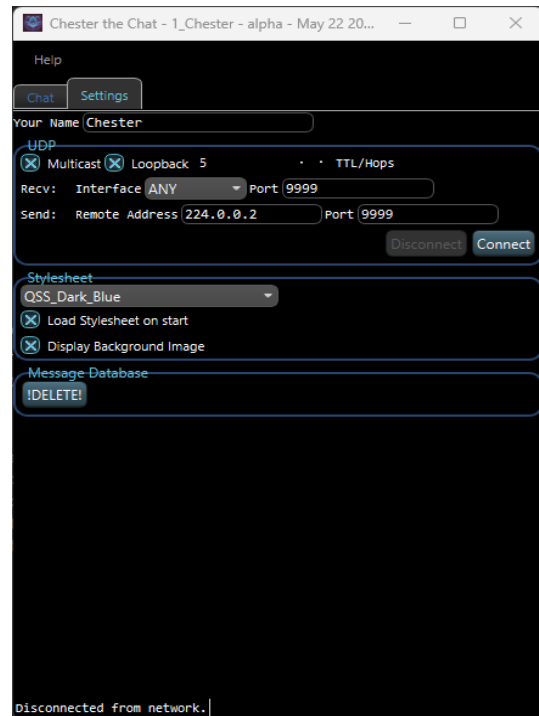 Chester the Chat - 1_Chester - alpha - May 22 20...
Help
Chat Settings
Your Name Chester
UDP
Multicast Loopback 5 TTL/Hops
Recv: Interface ANY Port 9999
Send: Remote Address 224.0.0.2 Port 9999
Disconnect Connect
Stylesheet
QSS_Dark_Blue
Load Stylesheet on start
Display Background Image
Message Database
!DELETE!
Disconnected from network.